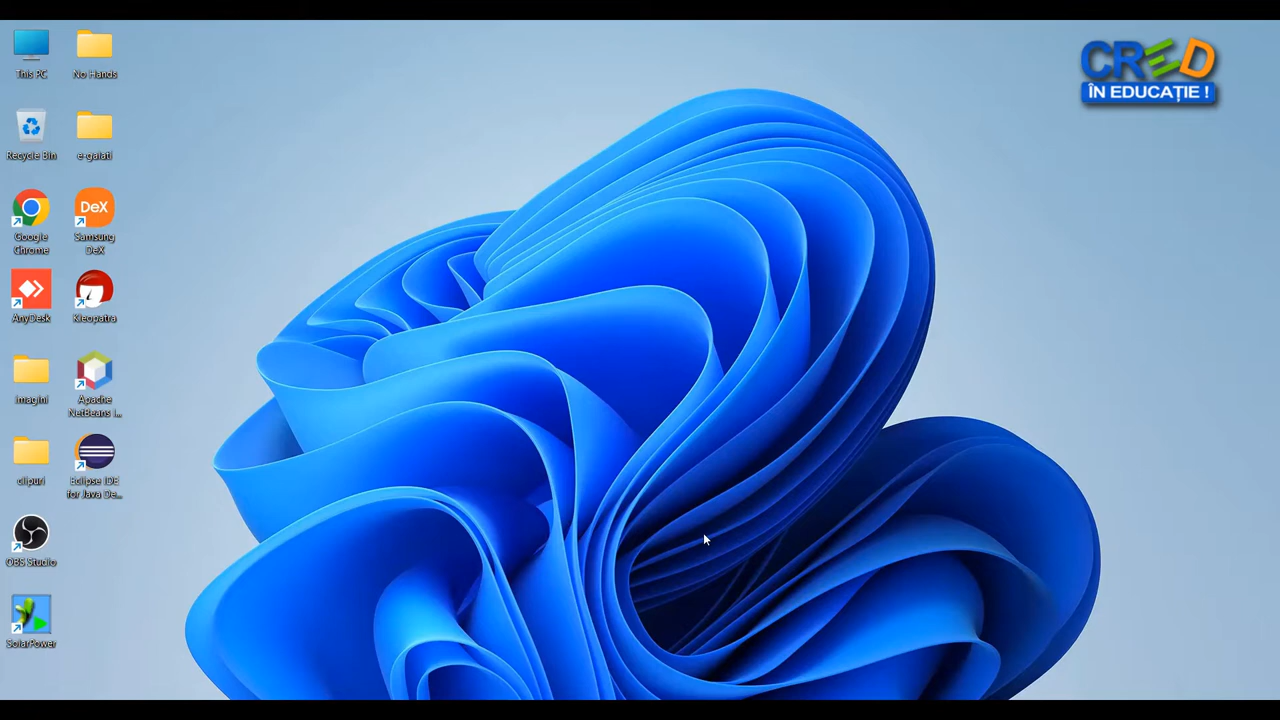 This PC
No Hands
Recycle Bin
e-galati
Google
Chrome
DeX
Samsung
DeX
AnyDesk
Kleopatra
imagini
Apache
NetBeans I...
clipuri
Eclipse IDE
for Java De...
OBS Studio
SolarPower
CRED
ÎN EDUCAȚIE !